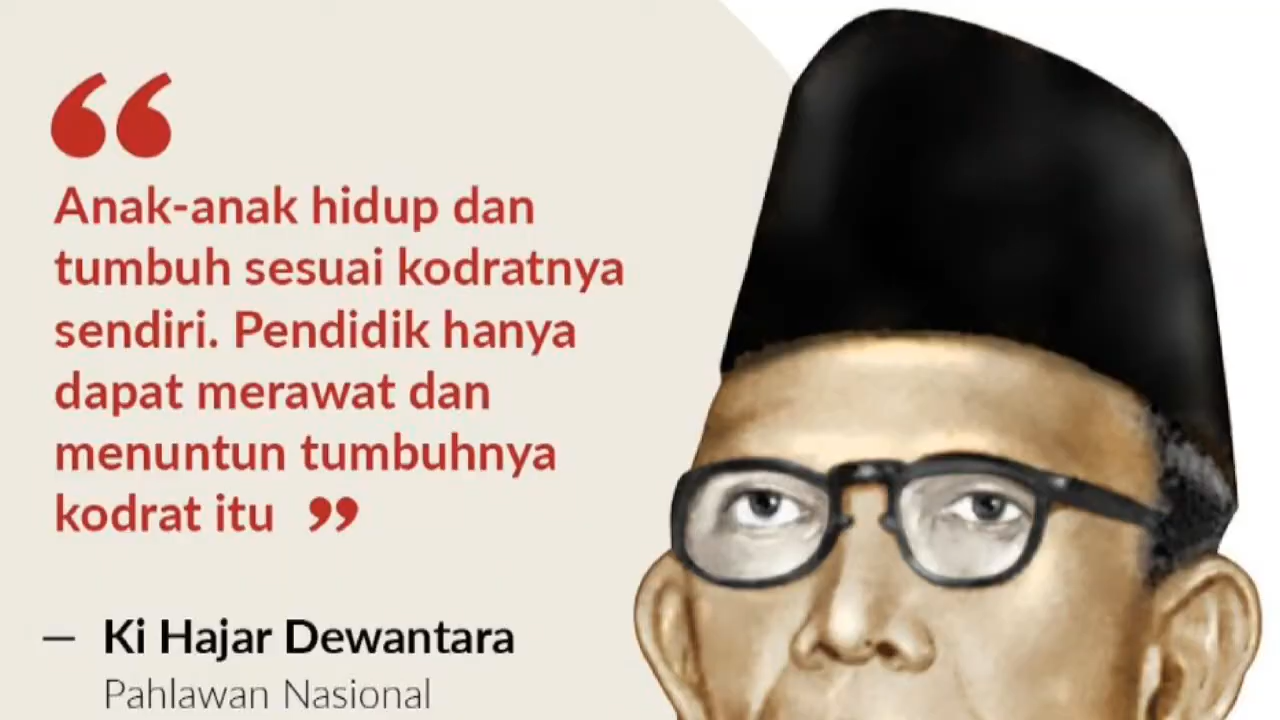 “
Anak-anak hidup dan
tumbuh sesuai kodratnya
sendiri. Pendidik hanya
dapat merawat dan
menuntun tumbuhnya
kodrat itu ”
— Ki Hajar Dewantara
Pahlawan Nasional